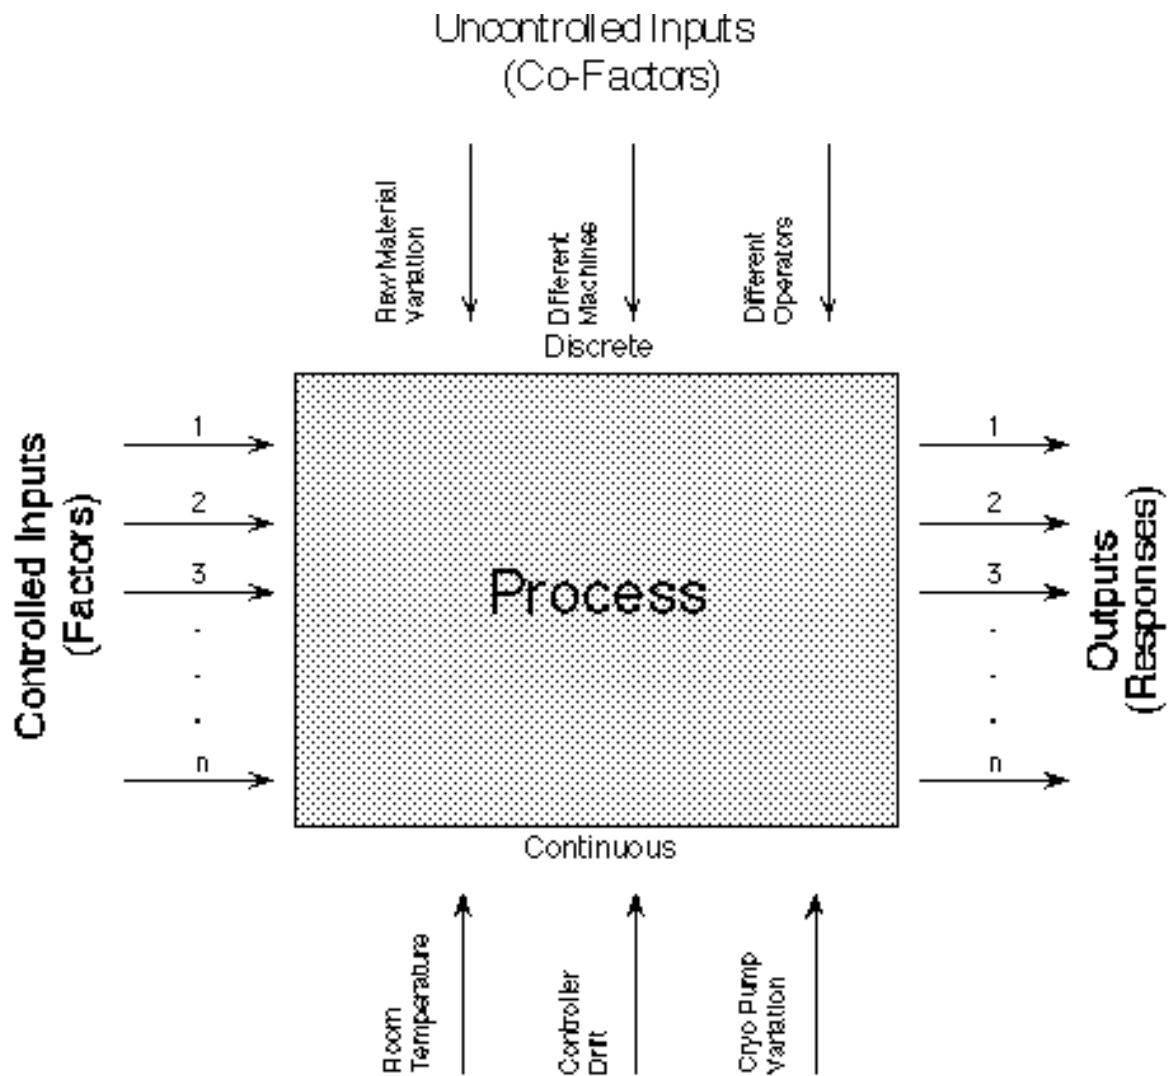 Uncontrolled Inputs
(Co-Factors)
Raw Material
Variation
Different
Machines
Different
Operators
Discrete
Controlled Inputs
(Factors)
1
2
3
.
.
.
n
Process
1
2
3
.
.
.
n
Outputs
(Responses)
Continuous
Room
Temperature
Controller
Drift
Cryo Pump
Variation